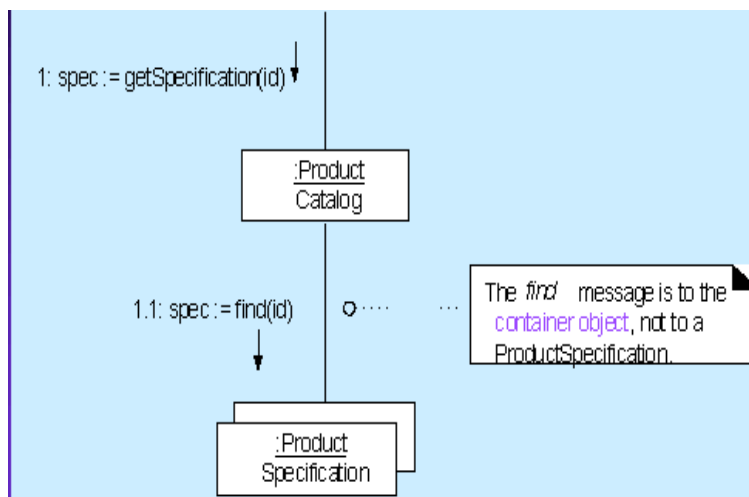 1: spec := getSpecification(id)
:Product
Catalog
1.1: spec := find(id)
The find message is to the
container object, not to a
ProductSpecification.
:Product
Specification